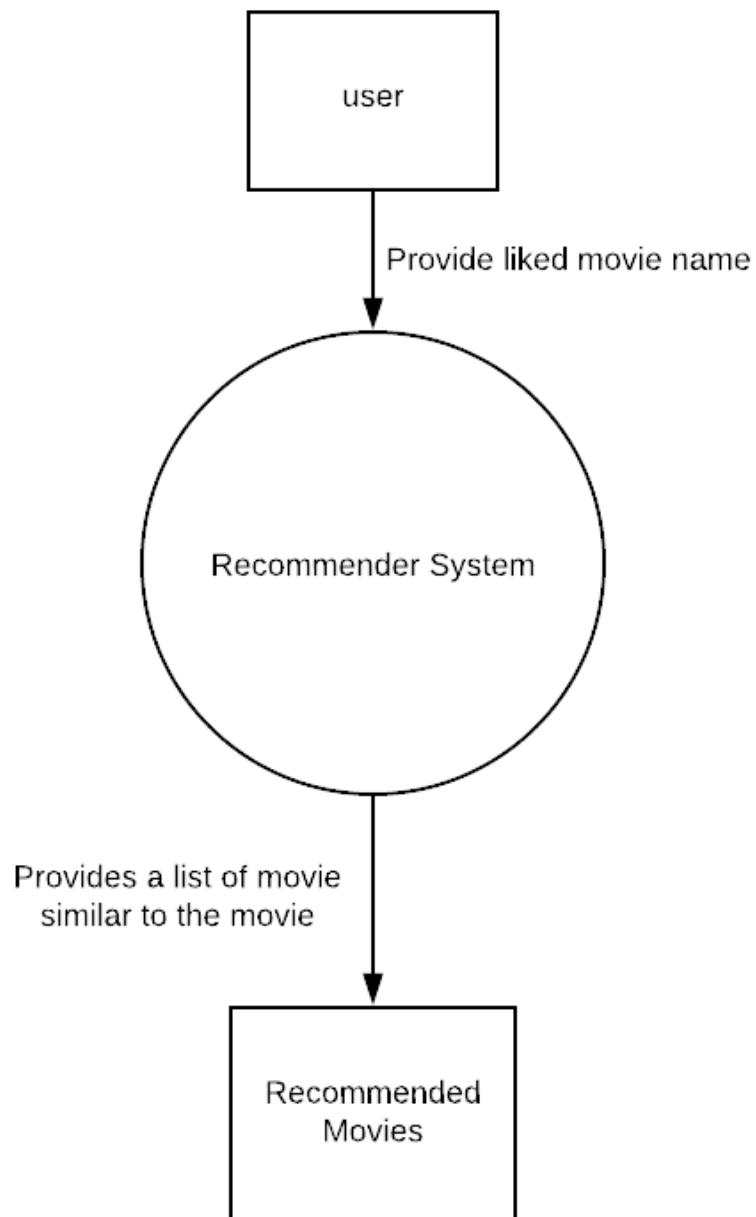 user
Provide liked movie name
Recommender System
Provides a list of movie
similar to the movie
Recommended
Movies